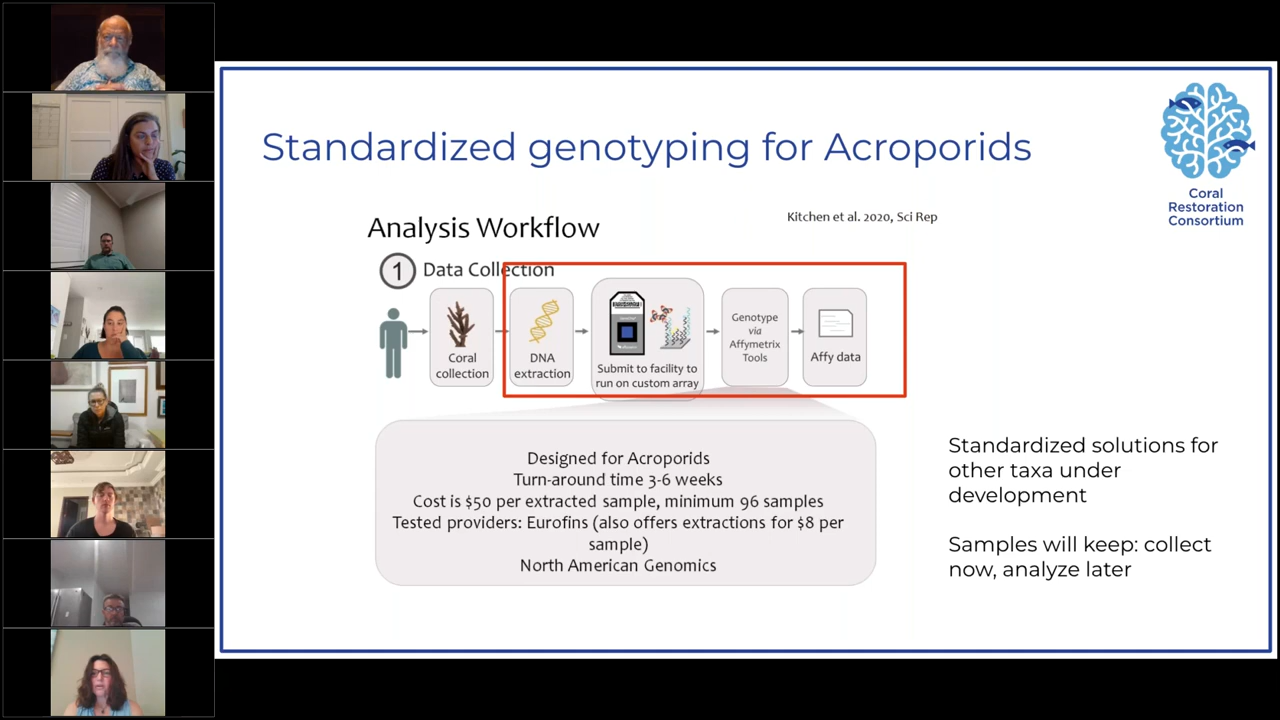 Standardized genotyping for Acroporids
Coral
Restoration
Consortium
Kitchen et al. 2020, Sci Rep
Analysis Workflow
1 Data Collection
Coral
collection
DNA
extraction
Submit to facility to
run on custom array
Genotype
via
Affymetrix
Tools
Affy data
Designed for Acroporids
Turn-around time 3-6 weeks
Cost is $50 per extracted sample, minimum 96 samples
Tested providers: Eurofins (also offers extractions for $8 per
sample)
North American Genomics
Standardized solutions for
other taxa under
development
Samples will keep: collect
now, analyze later